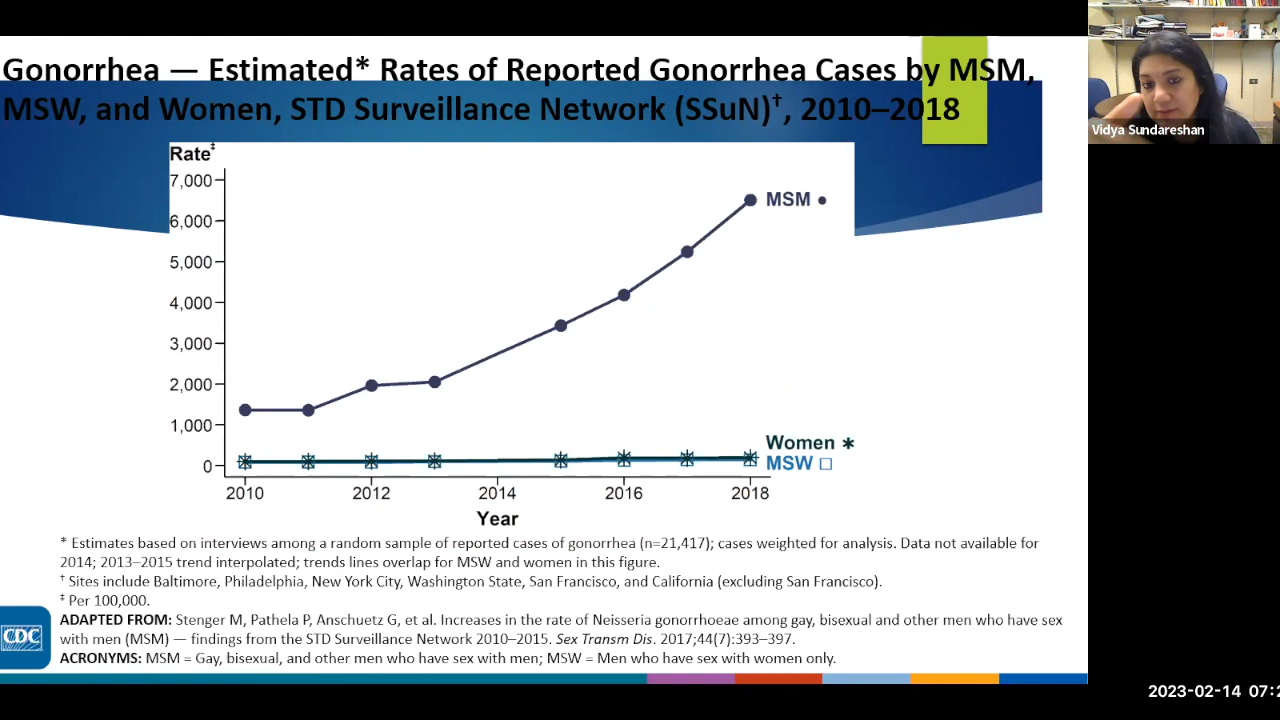 Gonorrhea — Estimated* Rates of Reported Gonorrhea Cases by MSM,
MSW, and Women, STD Surveillance Network (SSuN)†, 2010–2018
Vidya Sundareshan
Rate‡
7,000
6,000
5,000
4,000
3,000
2,000
1,000
0
MSM
Women
MSW
2010 2012 2014 2016 2018
Year
* Estimates based on interviews among a random sample of reported cases of gonorrhea (n=21,417); cases weighted for analysis. Data not available for
2014; 2013–2015 trend interpolated; trends lines overlap for MSW and women in this figure.
† Sites include Baltimore, Philadelphia, New York City, Washington State, San Francisco, and California (excluding San Francisco).
‡ Per 100,000.
ADAPTED FROM: Stenger M, Pathela P, Anschuetz G, et al. Increases in the rate of Neisseria gonorrhoeae among gay, bisexual and other men who have sex
with men (MSM) — findings from the STD Surveillance Network 2010–2015. Sex Transm Dis. 2017;44(7):393–397.
ACRONYMS: MSM = Gay, bisexual, and other men who have sex with men; MSW = Men who have sex with women only.
CDC
2023-02-14 07:2